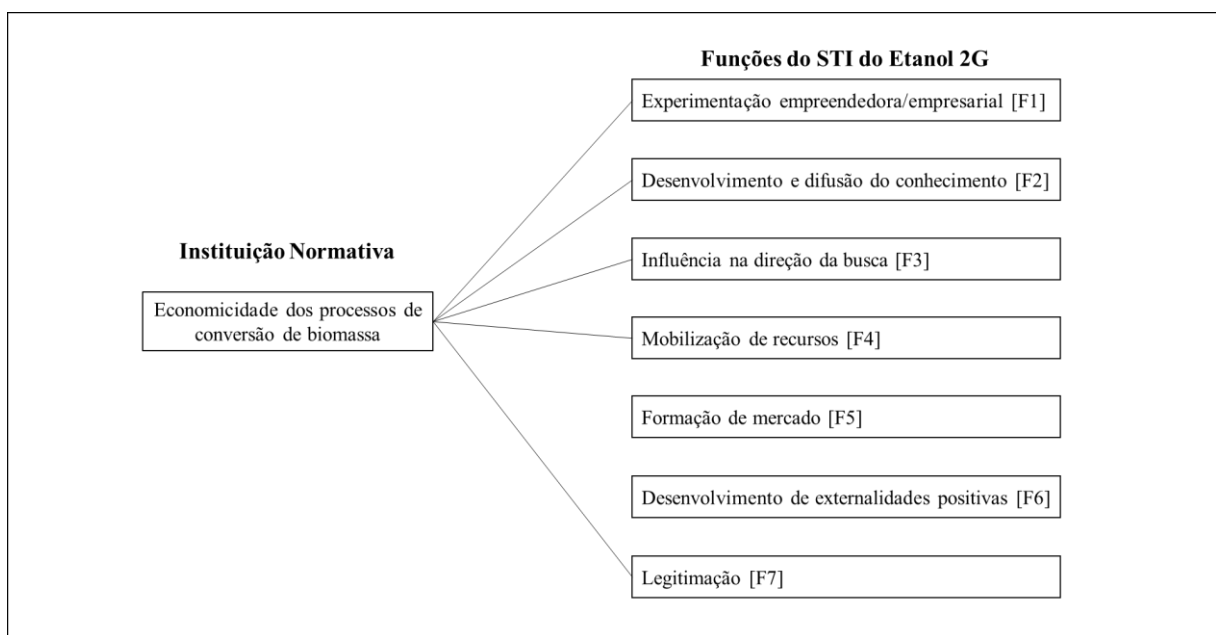 Funções do STI do Etanol 2G
Experimentação empreendedora/empresarial [F1]
Desenvolvimento e difusão do conhecimento [F2]
Instituição Normativa
Influência na direção da busca [F3]
Economicidade dos processos de
conversão de biomassa
Mobilização de recursos [F4]
Formação de mercado [F5]
Desenvolvimento de externalidades positivas [F6]
Legitimação [F7]